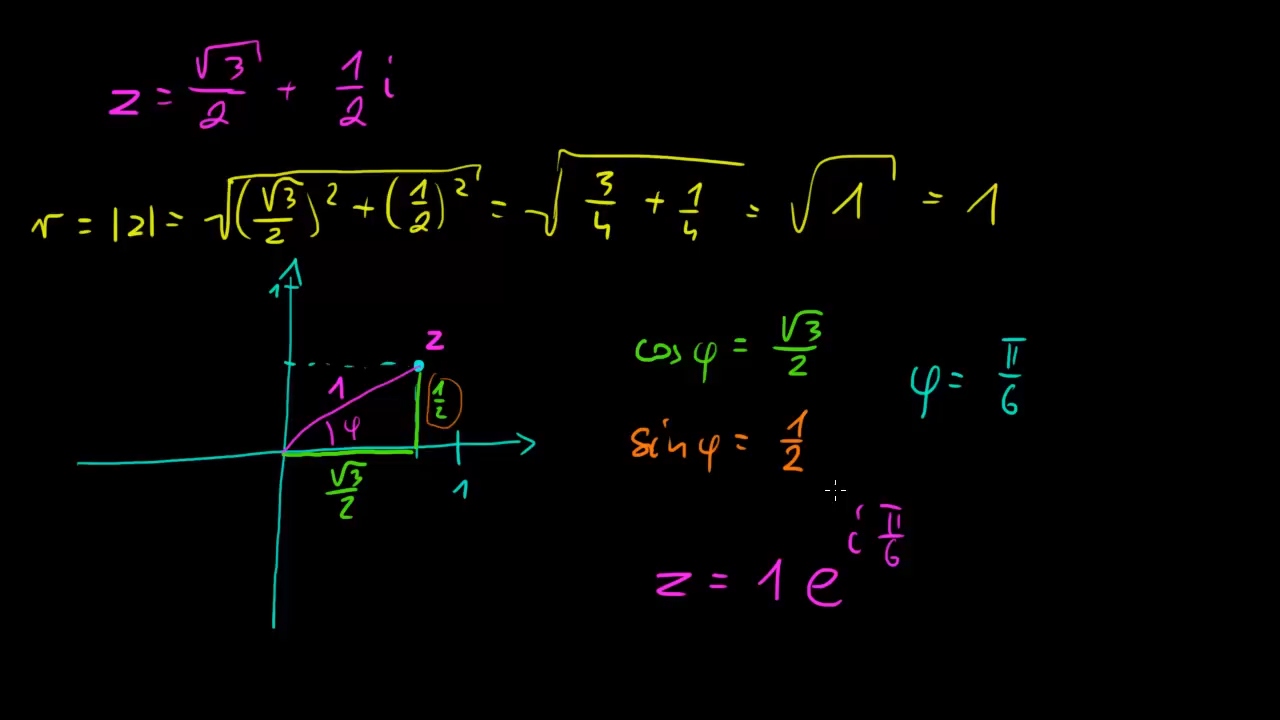 z = √3/2 + 1/2 i
r = |z| = √((√3/2)² + (1/2)²) = √(3/4 + 1/4) = √1 = 1
1
z
1
1/2
φ
√3/2
1
cos φ = √3/2
sin φ = 1/2
φ = π/6
z = 1 e^(i π/6)